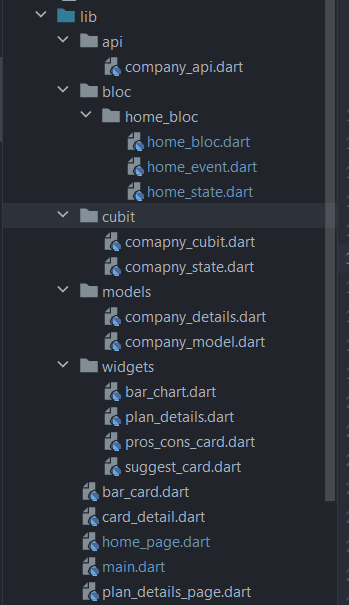 lib
api
company_api.dart
bloc
home_bloc
home_bloc.dart
home_event.dart
home_state.dart
cubit
comapny_cubit.dart
comapny_state.dart
models
company_details.dart
company_model.dart
widgets
bar_chart.dart
plan_details.dart
pros_cons_card.dart
suggest_card.dart
bar_card.dart
card_detail.dart
home_page.dart
main.dart
plan_details_page.dart